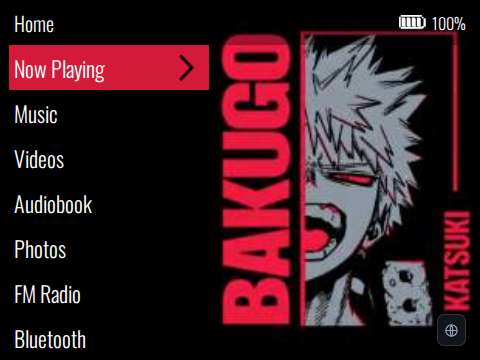 Home
100%
Now Playing
Music
Videos
Audiobook
Photos
FM Radio
Bluetooth
BAKUGO
KATSUKI